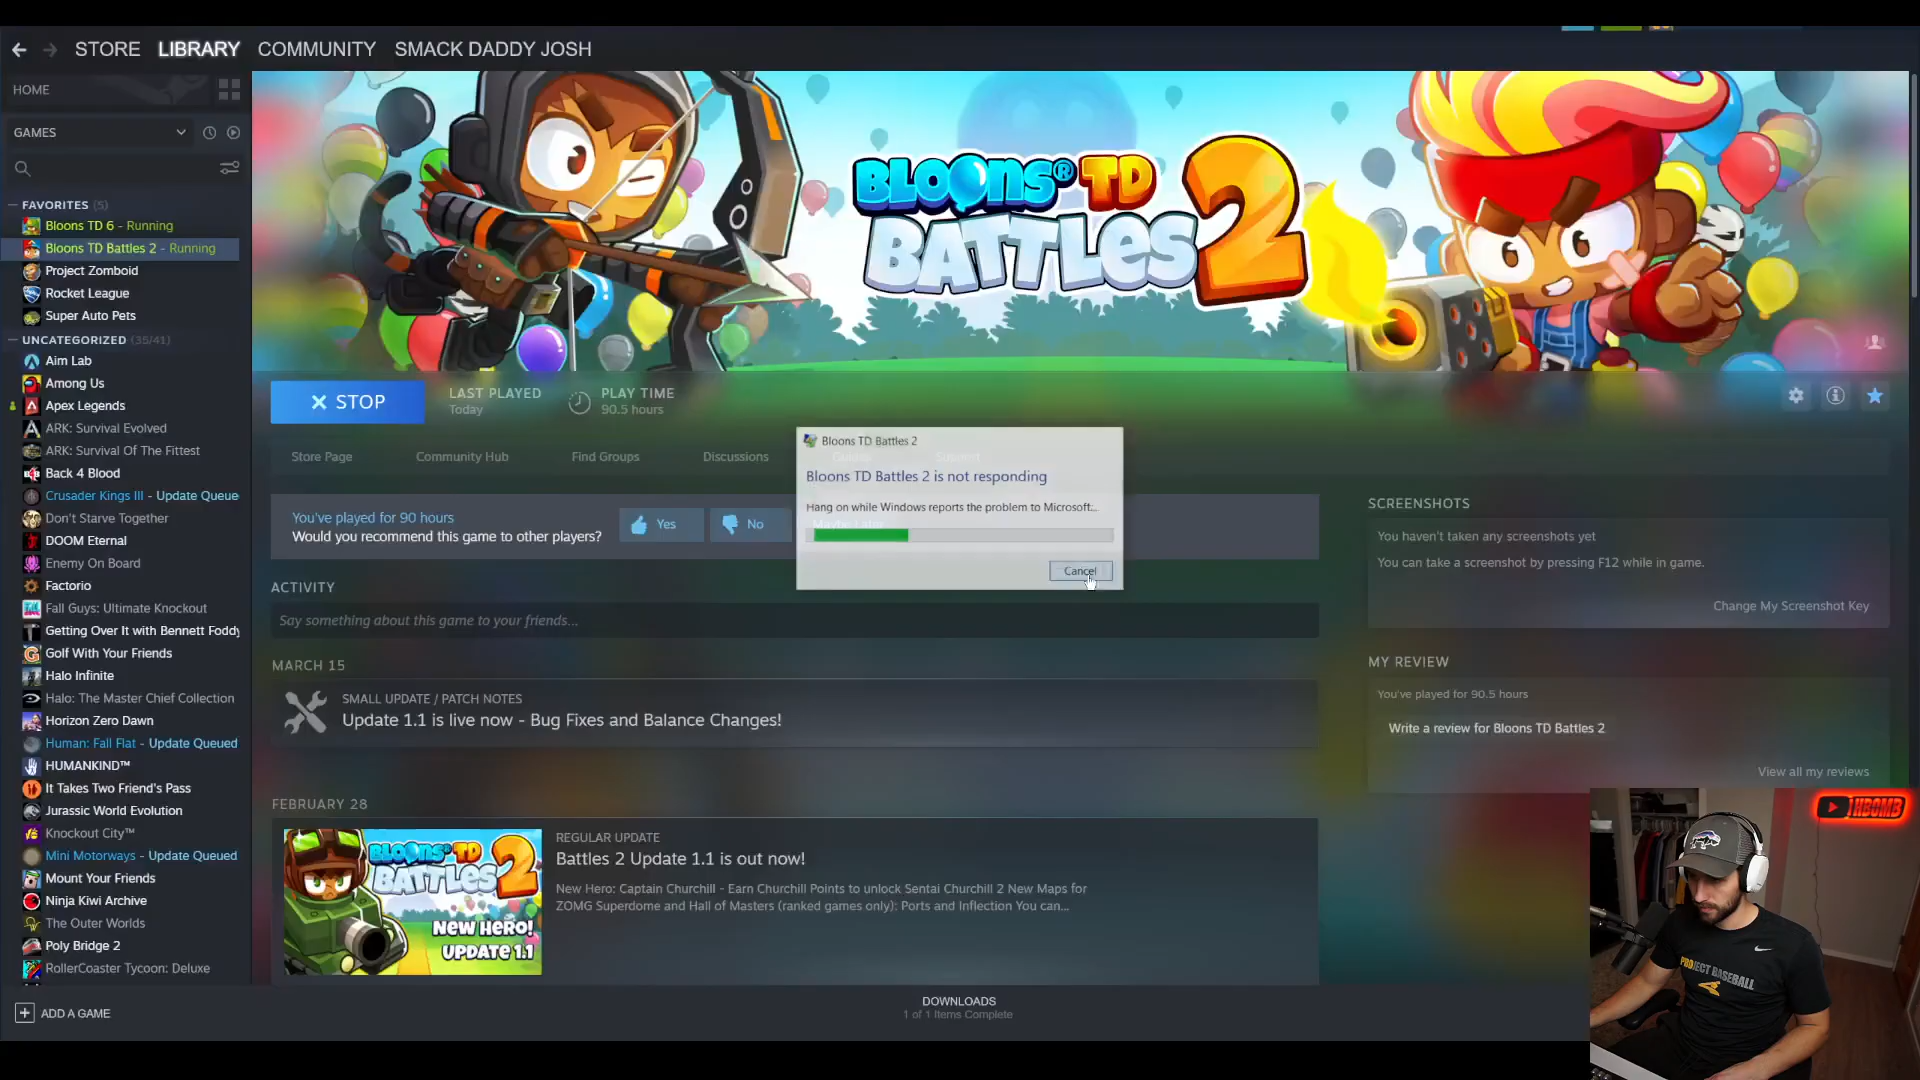 STORE LIBRARY COMMUNITY SMACK DADDY JOSH
HOME
GAMES
FAVORITES (5)
Bloons TD 6 - Running
Bloons TD Battles 2 - Running
Project Zomboid
Rocket League
Super Auto Pets
UNCATEGORIZED (35/41)
Aim Lab
Among Us
Apex Legends
ARK: Survival Evolved
ARK: Survival Of The Fittest
Back 4 Blood
Crusader Kings III - Update Queue
Don't Starve Together
DOOM Eternal
Enemy On Board
Factorio
Fall Guys: Ultimate Knockout
Getting Over It with Bennett Foddy
Golf With Your Friends
Halo Infinite
Halo: The Master Chief Collection
Horizon Zero Dawn
Human: Fall Flat - Update Queued
HUMANKIND™
It Takes Two Friend's Pass
Jurassic World Evolution
Knockout City™
Mini Motorways - Update Queued
Mount Your Friends
Ninja Kiwi Archive
The Outer Worlds
Poly Bridge 2
RollerCoaster Tycoon: Deluxe
ADD A GAME
BLOONS® TD
BATTLES 2
STOP
LAST PLAYED
Today
PLAY TIME
90.5 hours
Store Page Community Hub Find Groups Discussions Guides Support
Bloons TD Battles 2
Bloons TD Battles 2 is not responding
Hang on while Windows reports the problem to Microsoft...
Cancel
You've played for 90 hours
Would you recommend this game to other players?
Yes
No
Maybe Later
ACTIVITY
Say something about this game to your friends...
MARCH 15
SMALL UPDATE / PATCH NOTES
Update 1.1 is live now - Bug Fixes and Balance Changes!
FEBRUARY 28
BLOONS TD
BATTLES 2
NEW HERO!
UPDATE 1.1
REGULAR UPDATE
Battles 2 Update 1.1 is out now!
New Hero: Captain Churchill - Earn Churchill Points to unlock Sentai Churchill 2 New Maps for
ZOMG Superdome and Hall of Masters (ranked games only): Ports and Inflection You can...
SCREENSHOTS
You haven't taken any screenshots yet
You can take a screenshot by pressing F12 while in game.
Change My Screenshot Key
MY REVIEW
You've played for 90.5 hours
Write a review for Bloons TD Battles 2
View all my reviews
DOWNLOADS
1 of 1 Items Complete
PROJECT BASEBALL